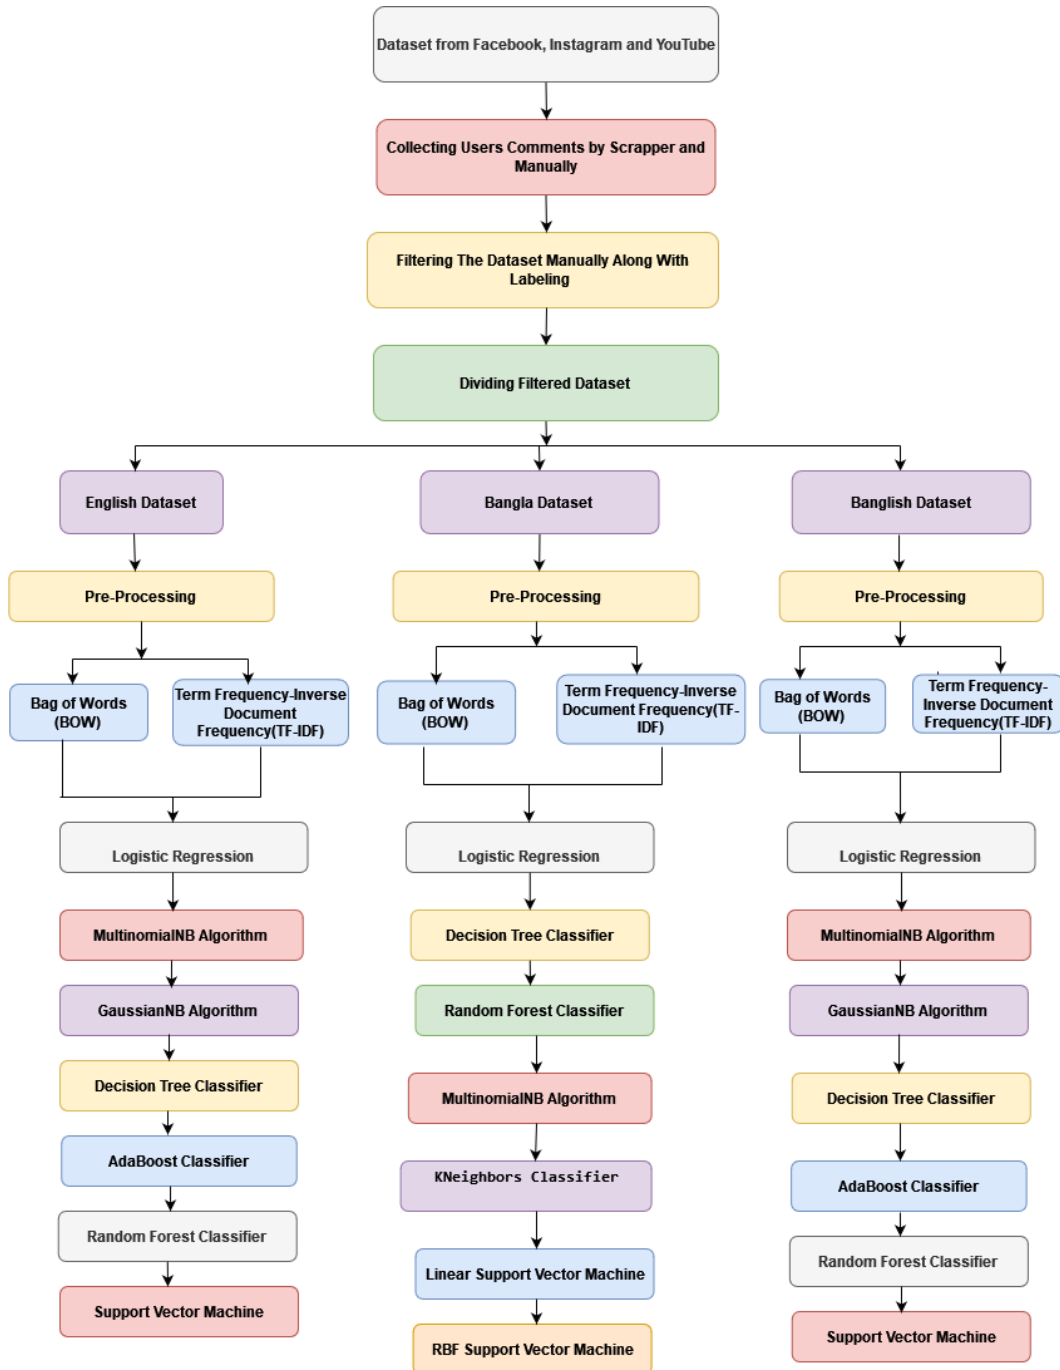 Dataset from Facebook, Instagram and YouTube
Collecting Users Comments by Scrapper and
Manually
Filtering The Dataset Manually Along With
Labeling
Dividing Filtered Dataset
English Dataset
Bangla Dataset
Banglish Dataset
Pre-Processing
Pre-Processing
Pre-Processing
Bag of Words
(BOW)
Term Frequency-Inverse
Document
Frequency(TF-IDF)
Bag of Words
(BOW)
Term Frequency-Inverse
Document Frequency(TF-
IDF)
Bag of Words
(BOW)
Term Frequency-
Inverse Document
Frequency(TF-IDF)
Logistic Regression
Logistic Regression
Logistic Regression
MultinomialNB Algorithm
Decision Tree Classifier
MultinomialNB Algorithm
GaussianNB Algorithm
Random Forest Classifier
GaussianNB Algorithm
Decision Tree Classifier
MultinomialNB Algorithm
Decision Tree Classifier
AdaBoost Classifier
KNeighbors Classifier
AdaBoost Classifier
Random Forest Classifier
Linear Support Vector Machine
Random Forest Classifier
Support Vector Machine
RBF Support Vector Machine
Support Vector Machine